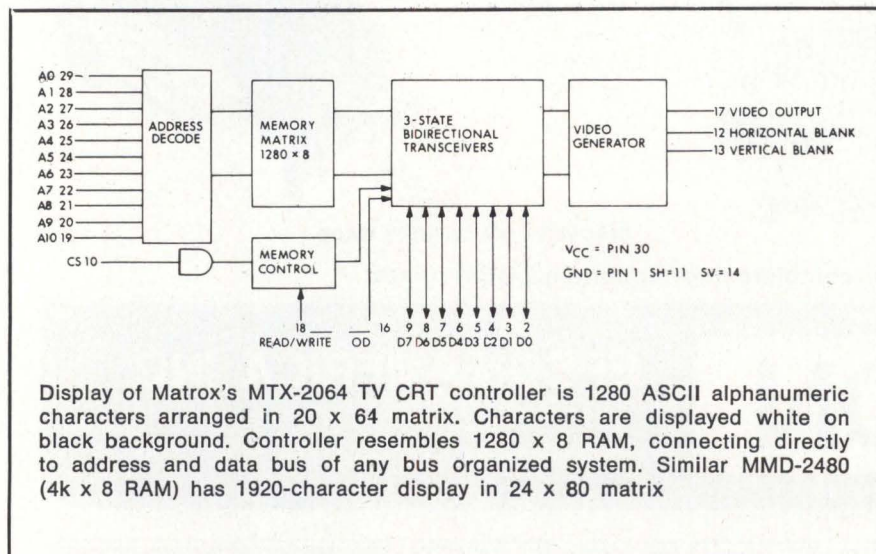 A0 29
A1 28
A2 27
A3 26
A4 25
A5 24
A6 23
A7 22
A8 21
A9 20
A10 19
CS 10
ADDRESS
DECODE
MEMORY
MATRIX
1280 × 8
MEMORY
CONTROL
3-STATE
BIDIRECTIONAL
TRANSCEIVERS
VIDEO
GENERATOR
17 VIDEO OUTPUT
12 HORIZONTAL BLANK
13 VERTICAL BLANK
VCC = PIN 30
GND = PIN 1 SH=11 SV=14
18 16 9 8 7 6 5 4 3 2
READ/WRITE OD D7 D6 D5 D4 D3 D2 D1 D0
Display of Matrox's MTX-2064 TV CRT controller is 1280 ASCII alphanumeric
characters arranged in 20 x 64 matrix. Characters are displayed white on
black background. Controller resembles 1280 x 8 RAM, connecting directly
to address and data bus of any bus organized system. Similar MMD-2480
(4k x 8 RAM) has 1920-character display in 24 x 80 matrix